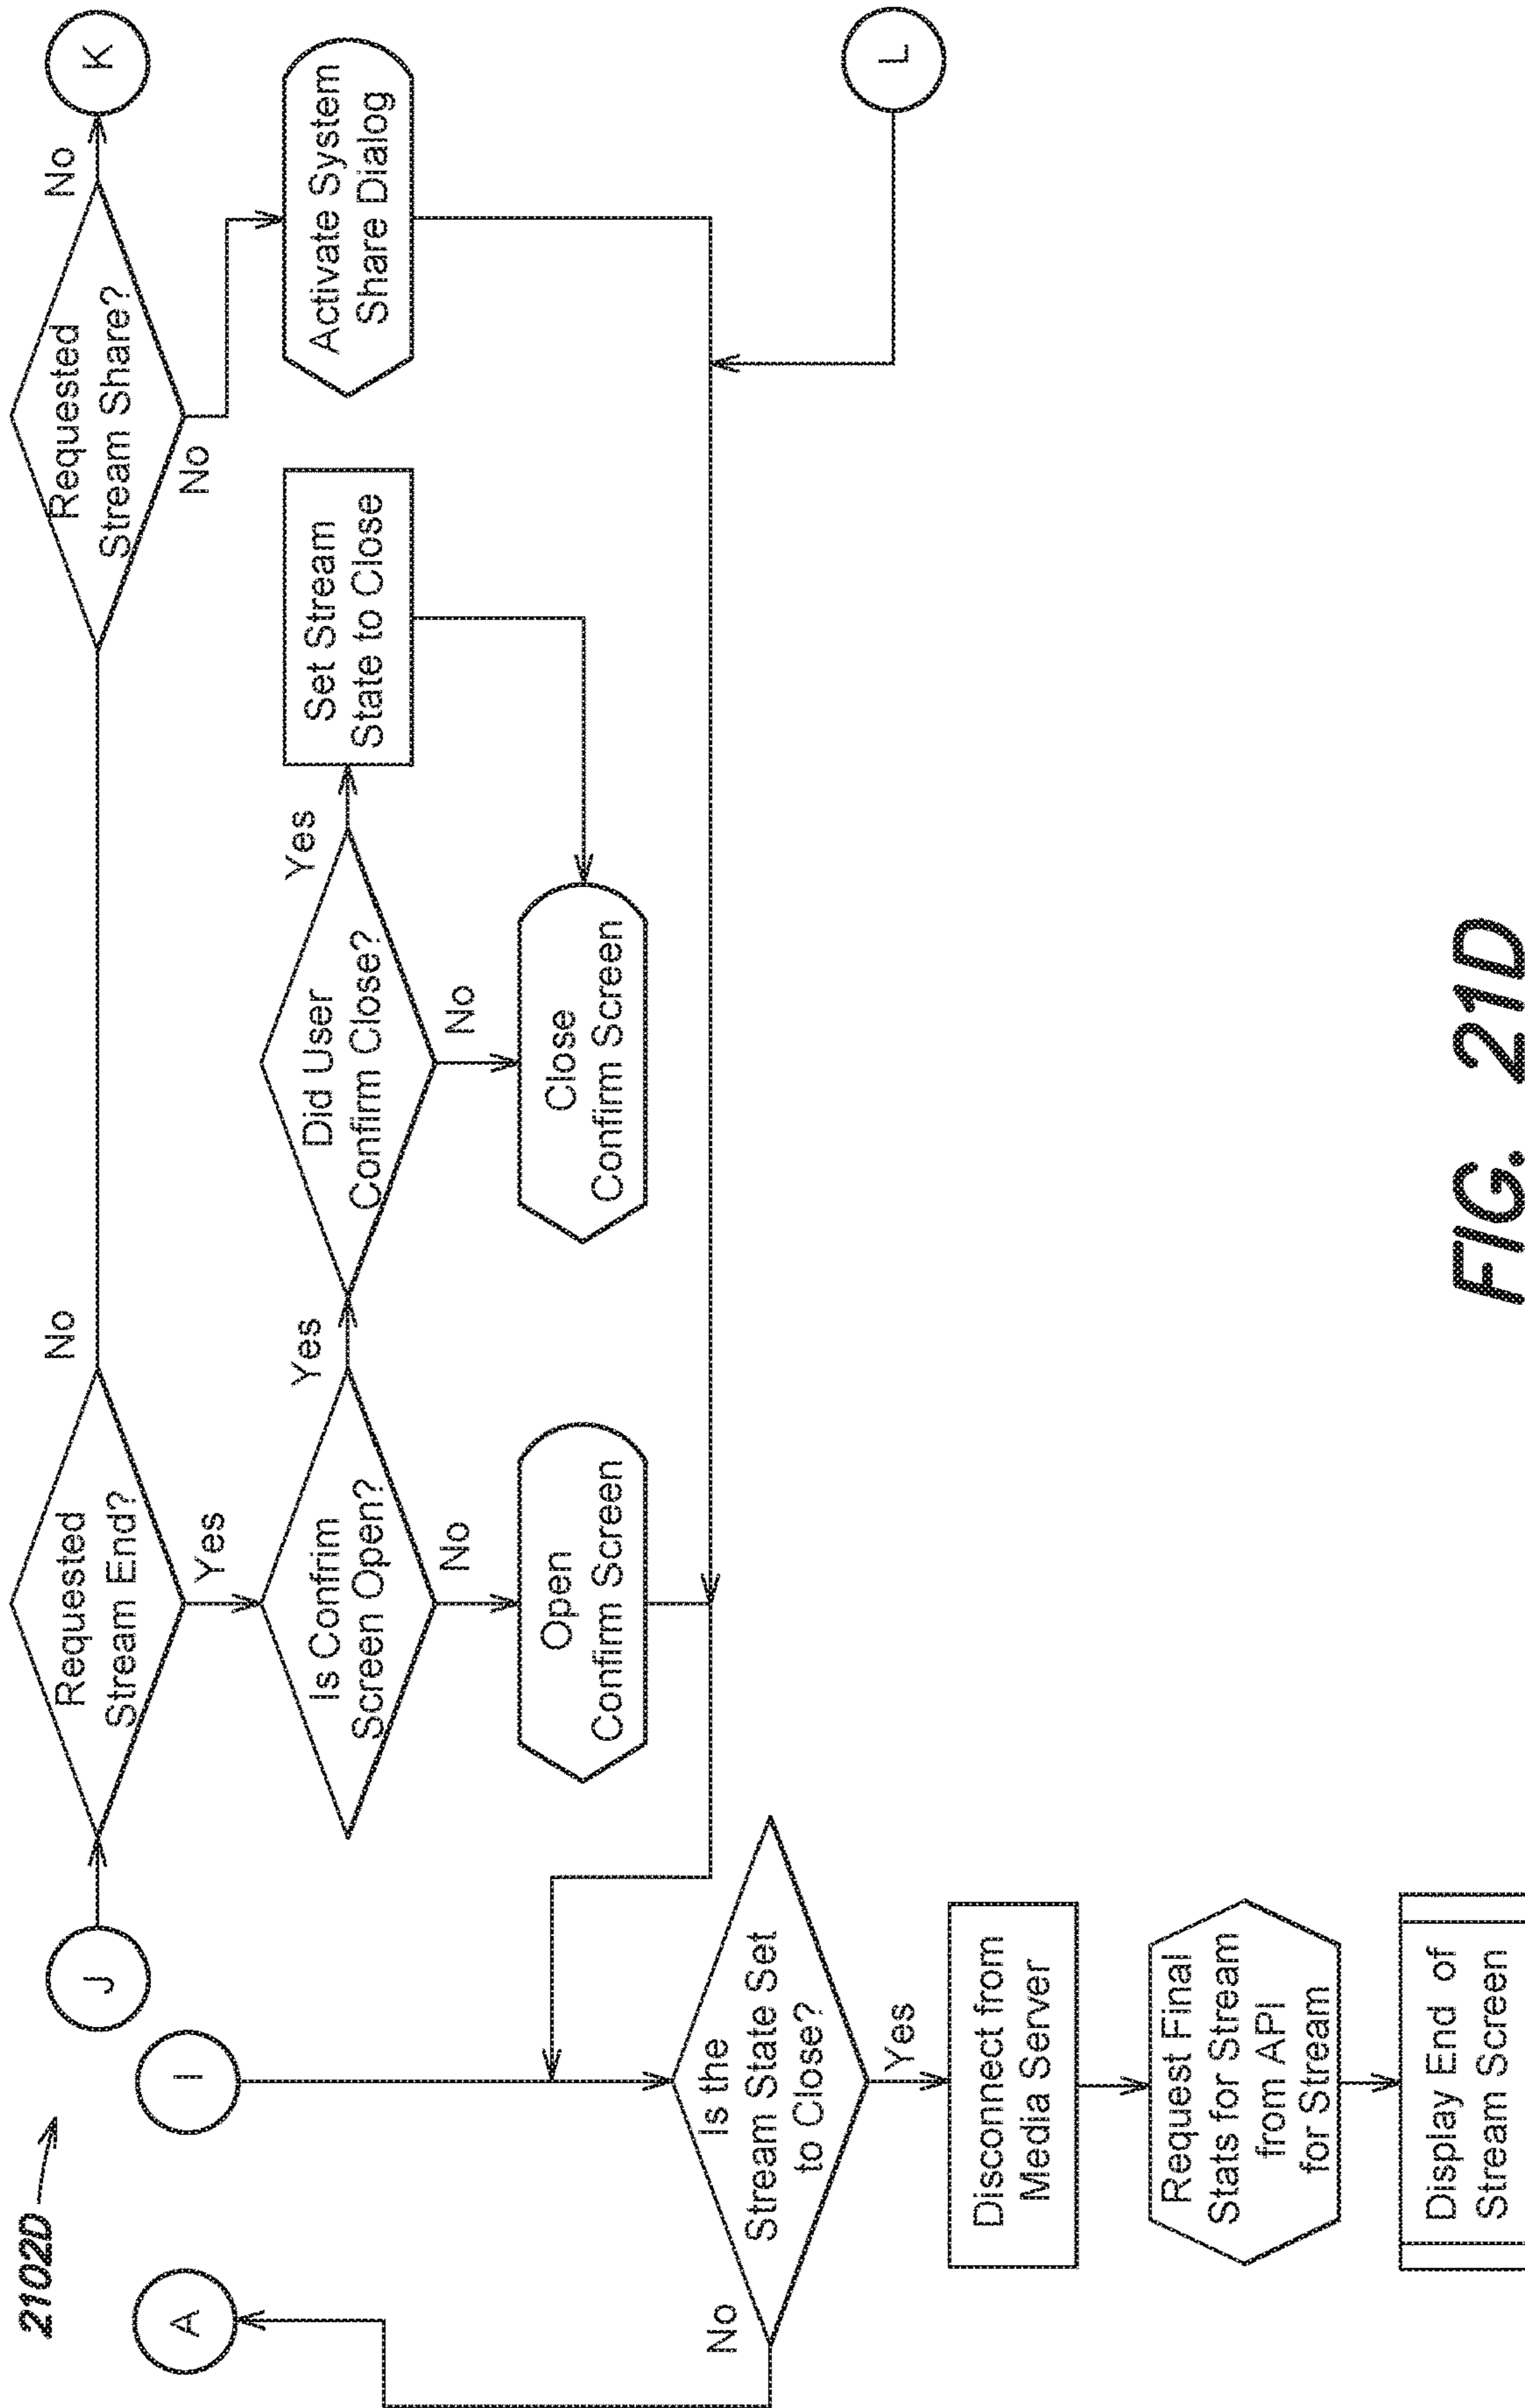 2102D
J
Requested
Stream End?
No
Requested
Stream Share?
No
K
I
A
Yes
Is Confrim
Screen Open?
Yes
Did User
Confirm Close?
Yes
Set Stream
State to Close
No
Activate System
Share Dialog
No
Open
Confirm Screen
No
Close
Confirm Screen
Is the
Stream State Set
to Close?
No
L
Yes
Disconnect from
Media Server
Request Final
Stats for Stream
from API
for Stream
Display End of
Stream Screen
FIG. 21D